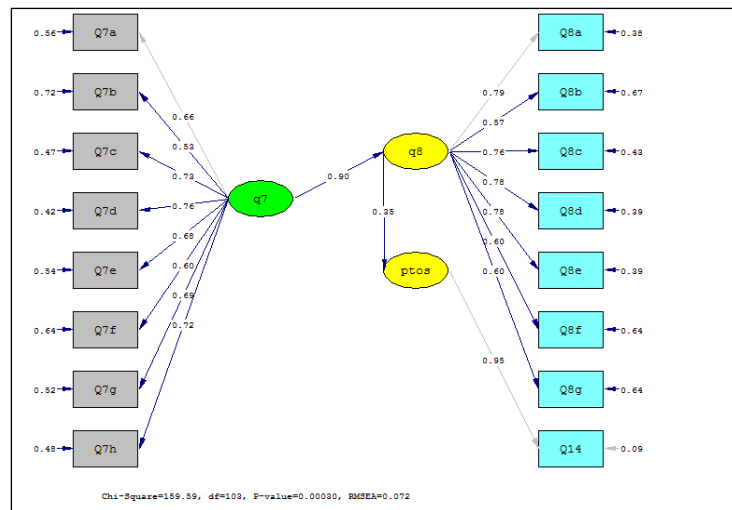 0.56 Q7a
0.72 Q7b
0.47 Q7c
0.42 Q7d
0.54 Q7e
0.64 Q7f
0.52 Q7g
0.48 Q7h
0.66
0.53
0.73
0.76
0.68
0.60
0.69
0.72
q7
0.90
q8
0.35
ptos
0.79
0.57
0.76
0.78
0.78
0.60
0.60
0.95
Q8a 0.38
Q8b 0.67
Q8c 0.43
Q8d 0.39
Q8e 0.39
Q8f 0.64
Q8g 0.64
Q14 0.09
Chi-Square=159.59, df=103, P-value=0.00030, RMSEA=0.072